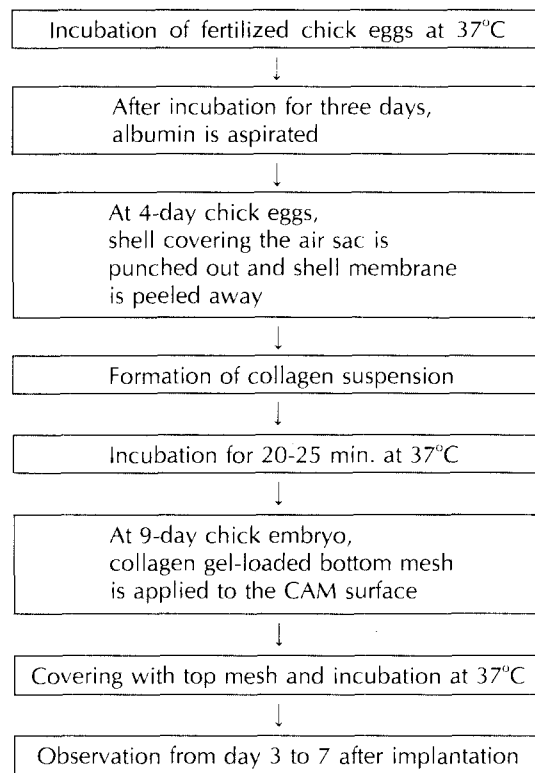 Incubation of fertilized chick eggs at 37°C
↓
After incubation for three days,
albumin is aspirated
↓
At 4-day chick eggs,
shell covering the air sac is
punched out and shell membrane
is peeled away
↓
Formation of collagen suspension
↓
Incubation for 20-25 min. at 37°C
↓
At 9-day chick embryo,
collagen gel-loaded bottom mesh
is applied to the CAM surface
↓
Covering with top mesh and incubation at 37°C
↓
Observation from day 3 to 7 after implantation